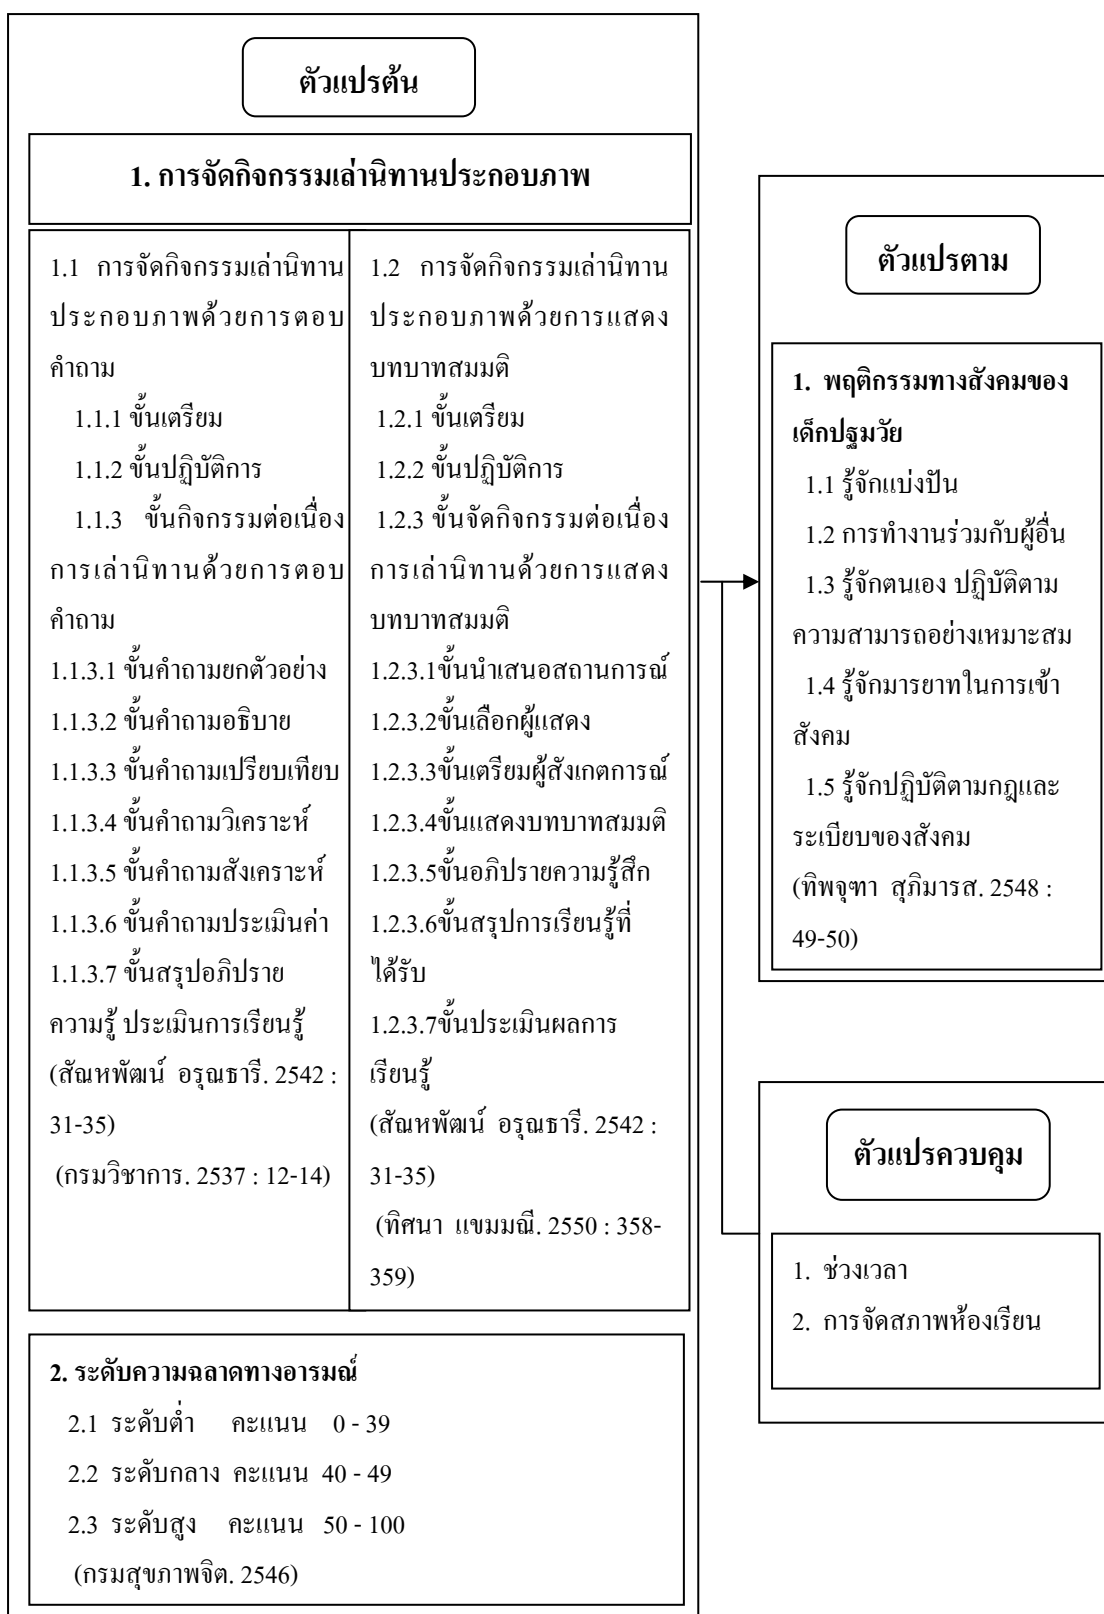 ตัวแปรต้น
1. การจัดกิจกรรมเล่านิทานประกอบภาพ
1.1 การจัดกิจกรรมเล่านิทาน
ประกอบภาพด้วยการตอบ
คำถาม
1.1.1 ขั้นเตรียม
1.1.2 ขั้นปฏิบัติการ
1.1.3 ขั้นกิจกรรมต่อเนื่อง
การเล่านิทานด้วยการตอบ
คำถาม
1.1.3.1 ขั้นคำถามยกตัวอย่าง
1.1.3.2 ขั้นคำถามอธิบาย
1.1.3.3 ขั้นคำถามเปรียบเทียบ
1.1.3.4 ขั้นคำถามวิเคราะห์
1.1.3.5 ขั้นคำถามสังเคราะห์
1.1.3.6 ขั้นคำถามประเมินค่า
1.1.3.7 ขั้นสรุปอภิปราย
ความรู้ ประเมินการเรียนรู้
(สัณหพัฒน์ อรุณธารี. 2542 :
31-35)
(กรมวิชาการ. 2537 : 12-14)
1.2 การจัดกิจกรรมเล่านิทาน
ประกอบภาพด้วยการแสดง
บทบาทสมมติ
1.2.1 ขั้นเตรียม
1.2.2 ขั้นปฏิบัติการ
1.2.3 ขั้นจัดกิจกรรมต่อเนื่อง
การเล่านิทานด้วยการแสดง
บทบาทสมมติ
1.2.3.1ขั้นนำเสนอสถานการณ์
1.2.3.2ขั้นเลือกผู้แสดง
1.2.3.3ขั้นเตรียมผู้สังเกตการณ์
1.2.3.4ขั้นแสดงบทบาทสมมติ
1.2.3.5ขั้นอภิปรายความรู้สึก
1.2.3.6ขั้นสรุปการเรียนรู้ที่
ได้รับ
1.2.3.7ขั้นประเมินผลการ
เรียนรู้
(สัณหพัฒน์ อรุณธารี. 2542 :
31-35)
(ทิศนา แขมมณี. 2550 : 358-
359)
2. ระดับความฉลาดทางอารมณ์
2.1 ระดับต่ำ คะแนน 0 - 39
2.2 ระดับกลาง คะแนน 40 - 49
2.3 ระดับสูง คะแนน 50 - 100
(กรมสุขภาพจิต. 2546)
ตัวแปรตาม
1. พฤติกรรมทางสังคมของ
เด็กปฐมวัย
1.1 รู้จักแบ่งปัน
1.2 การทำงานร่วมกับผู้อื่น
1.3 รู้จักตนเอง ปฏิบัติตาม
ความสามารถอย่างเหมาะสม
1.4 รู้จักมารยาทในการเข้า
สังคม
1.5 รู้จักปฏิบัติตามกฎและ
ระเบียบของสังคม
(ทิพจุฑา สุภิมารส. 2548 :
49-50)
ตัวแปรควบคุม
1. ช่วงเวลา
2. การจัดสภาพห้องเรียน